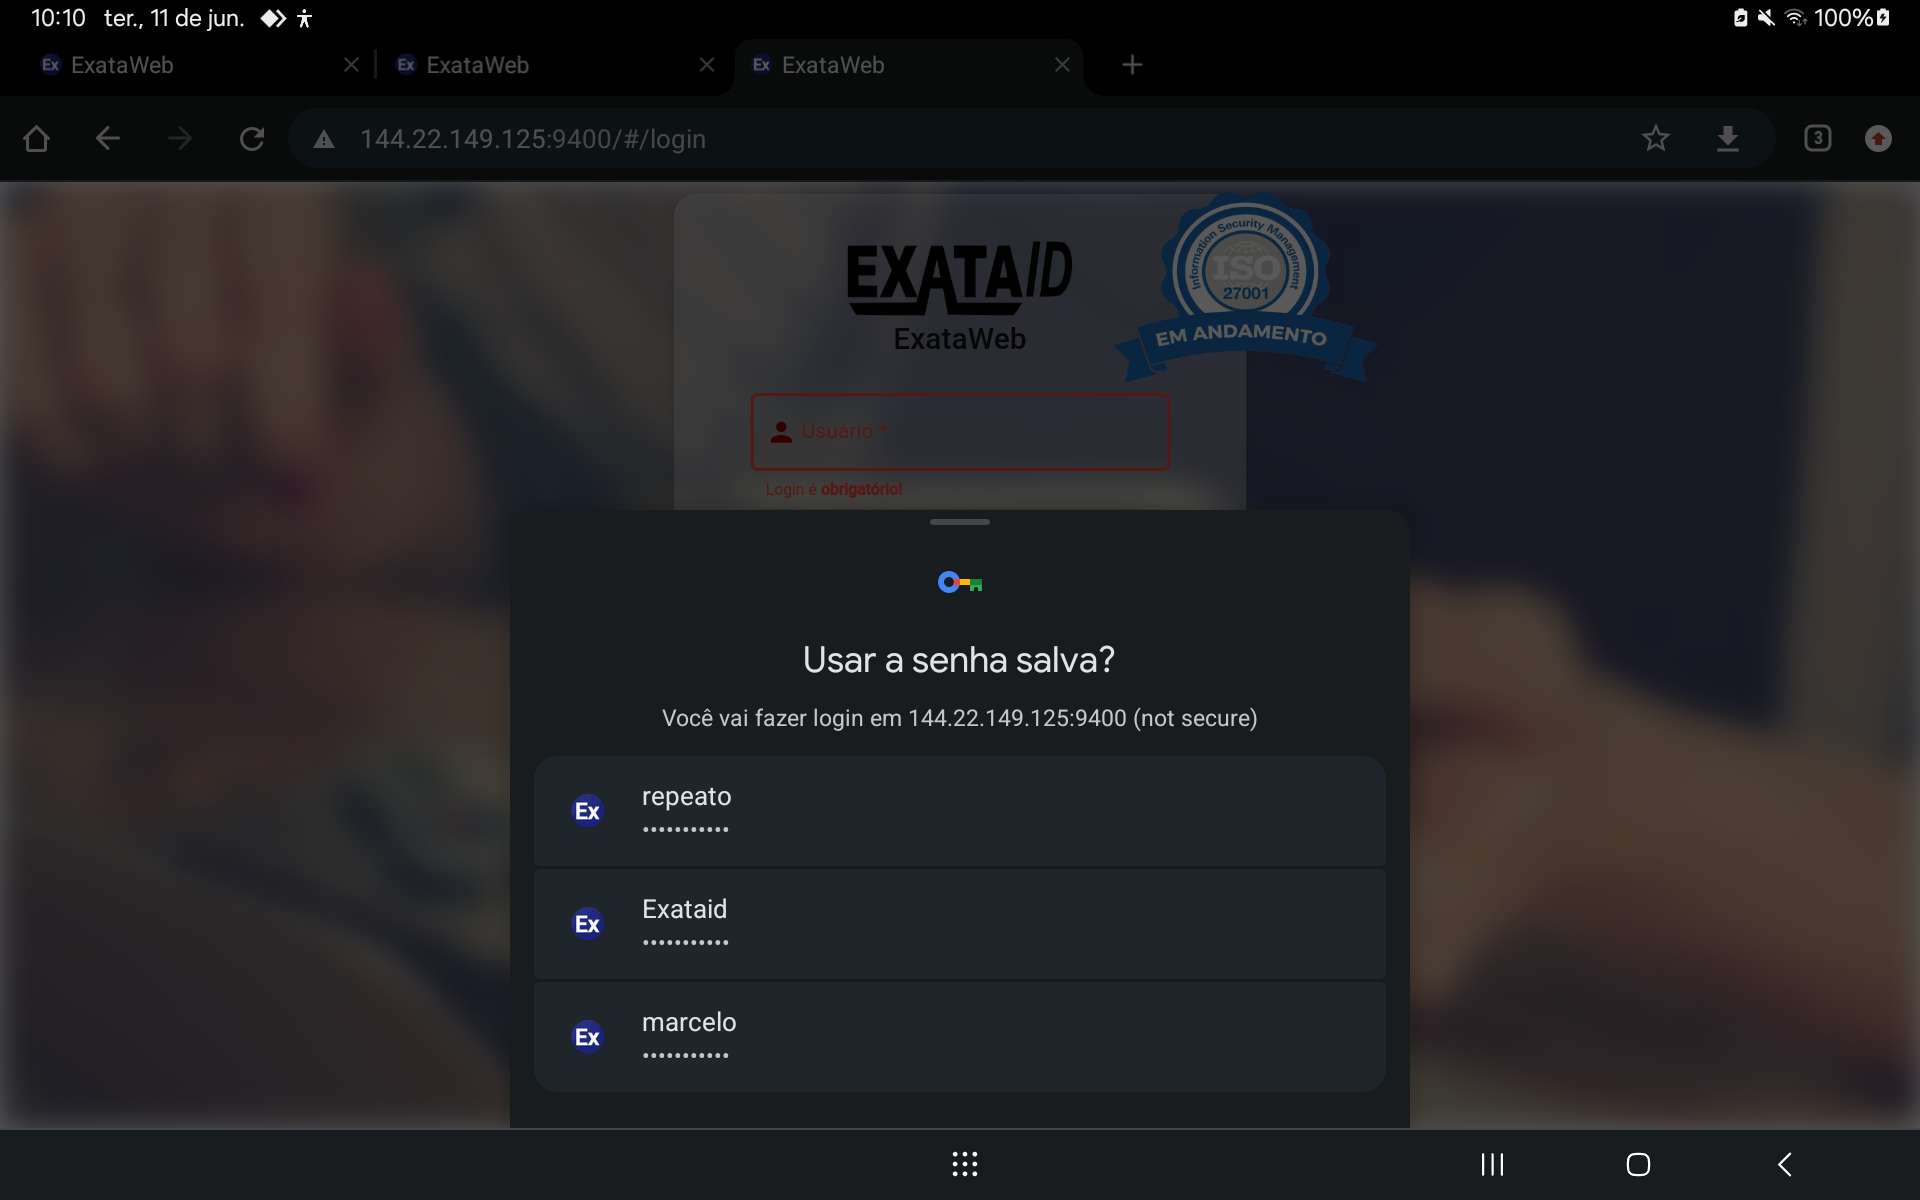 10:10 ter., 11 de jun.
100%
Ex ExataWeb
Ex ExataWeb
Ex ExataWeb
144.22.149.125:9400/#/login
3
EXATAID
ExataWeb
Information Security Management
ISO
27001
EM ANDAMENTO
Usuário *
Login é obrigatório!
Usar a senha salva?
Você vai fazer login em 144.22.149.125:9400 (not secure)
Ex repeato
•••••••••••
Ex Exataid
•••••••••••
Ex marcelo
•••••••••••